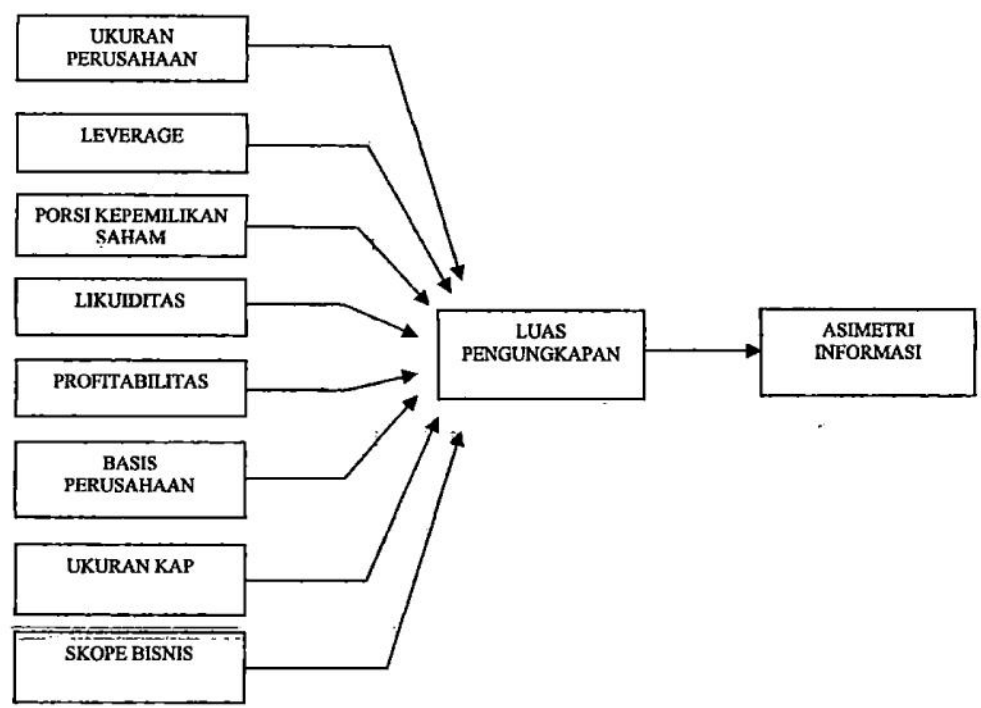 UKURAN
PERUSAHAAN
LEVERAGE
PORSI KEPEMILIKAN
SAHAM
LIKUIDITAS
PROFITABILITAS
BASIS
PERUSAHAAN
UKURAN KAP
SKOPE BISNIS
LUAS
PENGUNGKAPAN
ASIMETRI
INFORMASI